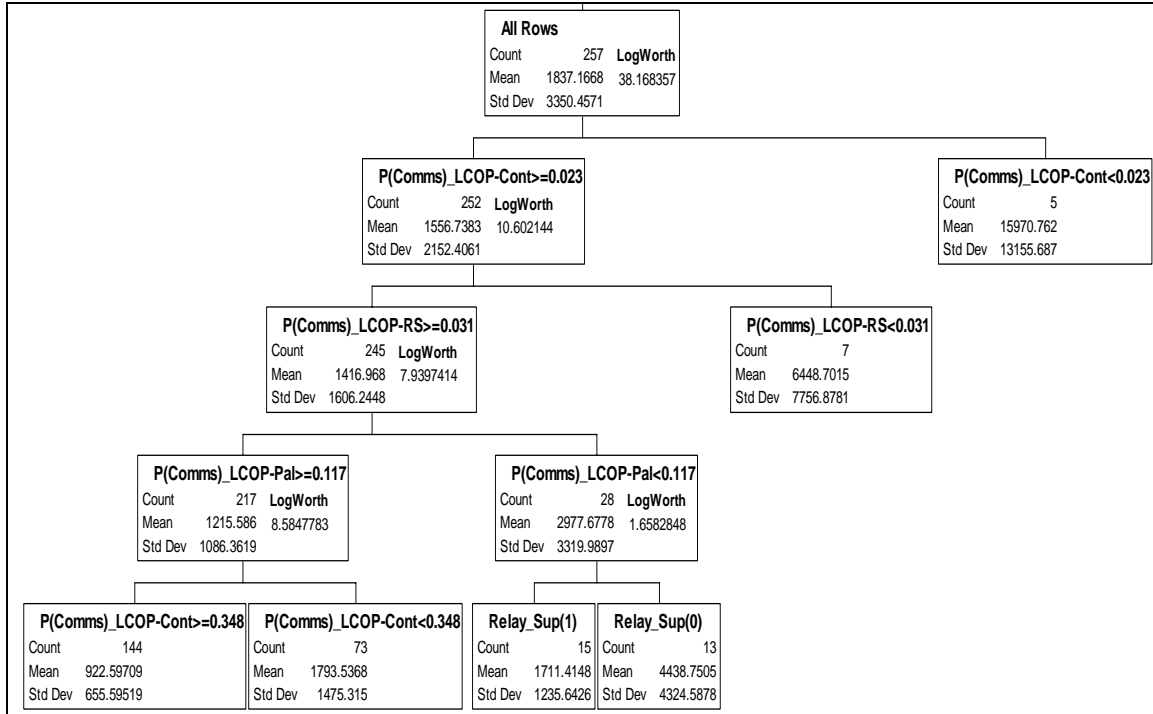 All Rows
Count 257 LogWorth
Mean 1837.1668 38.168357
Std Dev 3350.4571
P(Comms)_LCOP-Cont>=0.023
Count 252 LogWorth
Mean 1556.7383 10.602144
Std Dev 2152.4061
P(Comms)_LCOP-Cont<0.023
Count 5
Mean 15970.762
Std Dev 13155.687
P(Comms)_LCOP-RS>=0.031
Count 245 LogWorth
Mean 1416.968 7.9397414
Std Dev 1606.2448
P(Comms)_LCOP-RS<0.031
Count 7
Mean 6448.7015
Std Dev 7756.8781
P(Comms)_LCOP-Pal>=0.117
Count 217 LogWorth
Mean 1215.586 8.5847783
Std Dev 1086.3619
P(Comms)_LCOP-Pal<0.117
Count 28 LogWorth
Mean 2977.6778 1.6582848
Std Dev 3319.9897
P(Comms)_LCOP-Cont>=0.348
Count 144
Mean 922.59709
Std Dev 655.59519
P(Comms)_LCOP-Cont<0.348
Count 73
Mean 1793.5368
Std Dev 1475.315
Relay_Sup(1)
Count 15
Mean 1711.4148
Std Dev 1235.6426
Relay_Sup(0)
Count 13
Mean 4438.7505
Std Dev 4324.5878